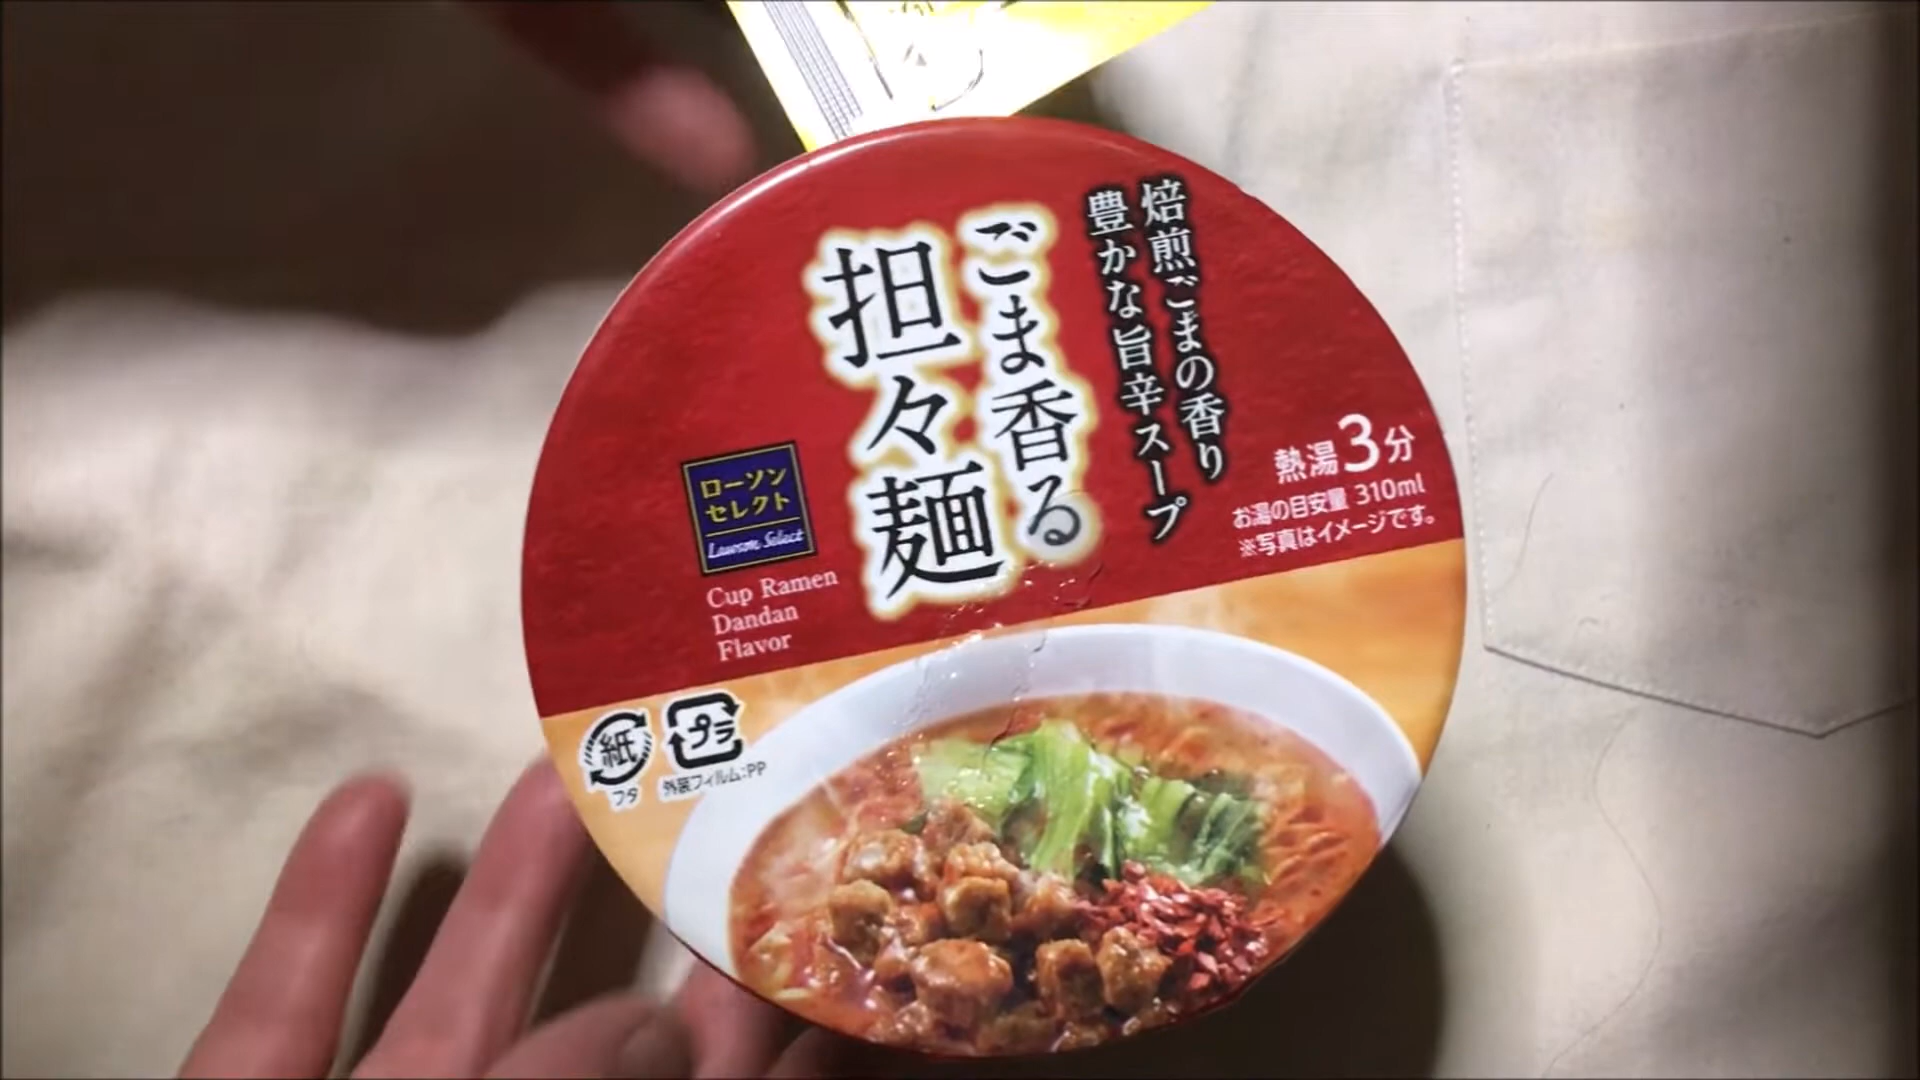 焙煎ごまの香り
豊かな旨辛スープ
ごま香る
担々麺
熱湯3分
お湯の目安量 310ml
※写真はイメージです。
ローソン
セレクト
Lawson Select
Cup Ramen
Dandan
Flavor
紙
フタ
プラ
外装フィルム:PP